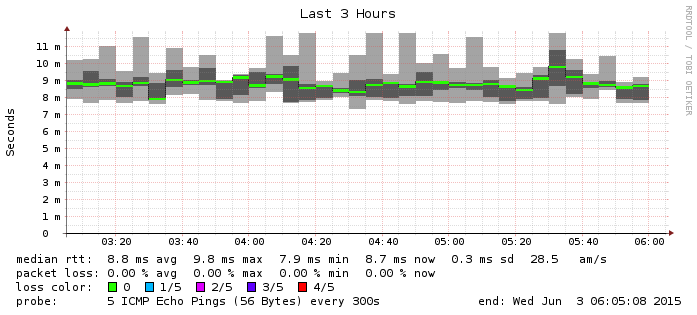 Last 3 Hours
RRDTOOL / TOBI OETIKER
Seconds
11 m
10 m
9 m
8 m
7 m
6 m
5 m
4 m
3 m
2 m
1 m
0
03:20 03:40 04:00 04:20 04:40 05:00 05:20 05:40 06:00
median rtt: 8.8 ms avg 9.8 ms max 7.9 ms min 8.7 ms now 0.3 ms sd 28.5 am/s
packet loss: 0.00 % avg 0.00 % max 0.00 % min 0.00 % now
loss color: 0 1/5 2/5 3/5 4/5
probe: 5 ICMP Echo Pings (56 Bytes) every 300s end: Wed Jun 3 06:05:08 2015